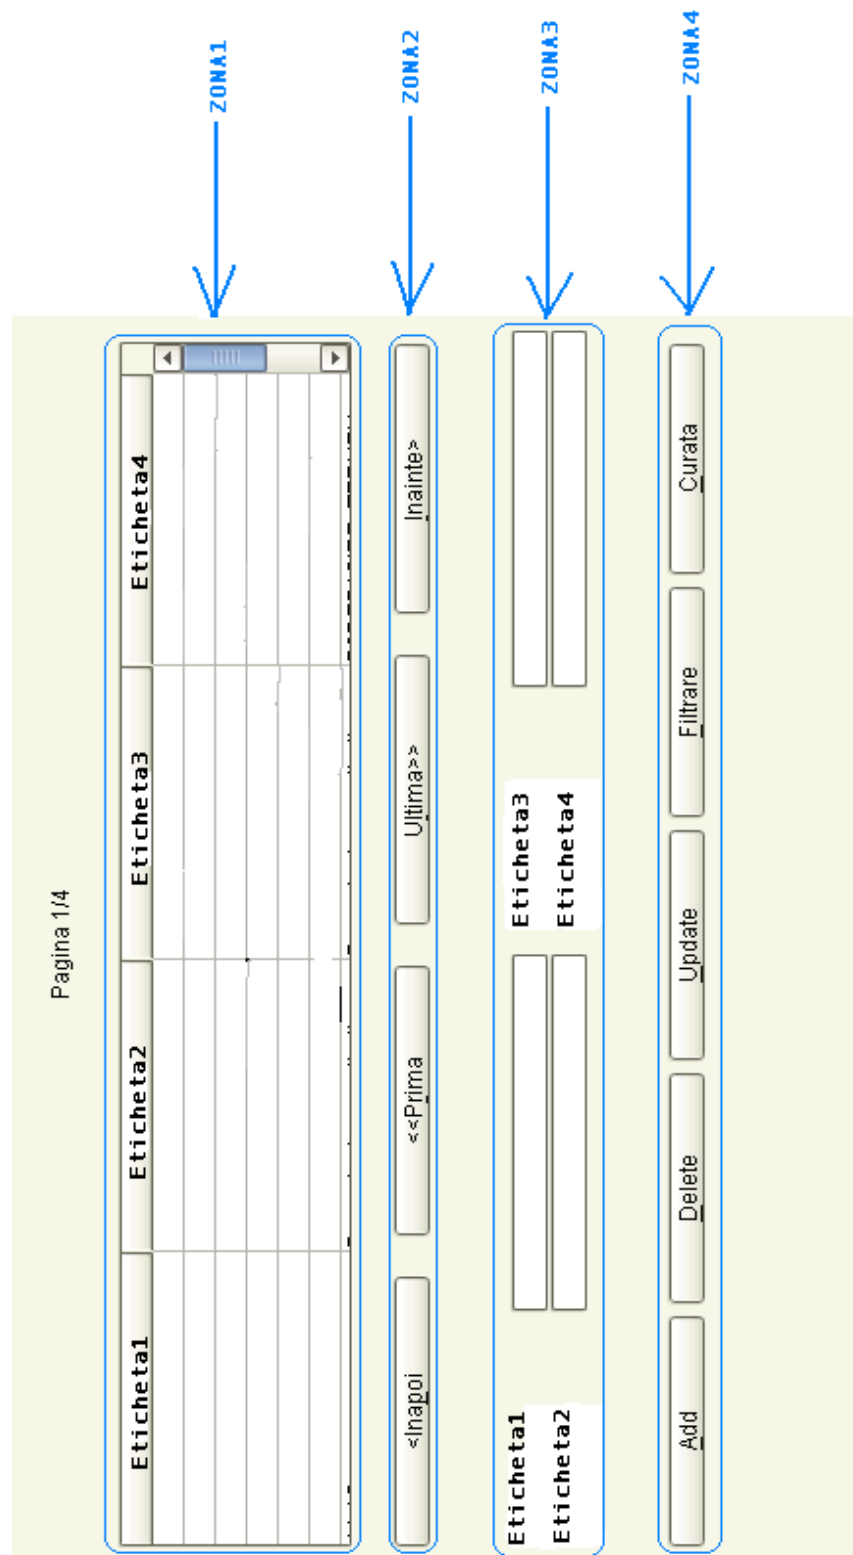 Pagina 1/4
Eticheta1 Eticheta2 Eticheta3 Eticheta4
ZONA1
<Inapoi <<Prima Ultima>> Inainte>
ZONA2
Eticheta1 Eticheta3
Eticheta2 Eticheta4
ZONA3
Add Delete Update Filtrare Curata
ZONA4